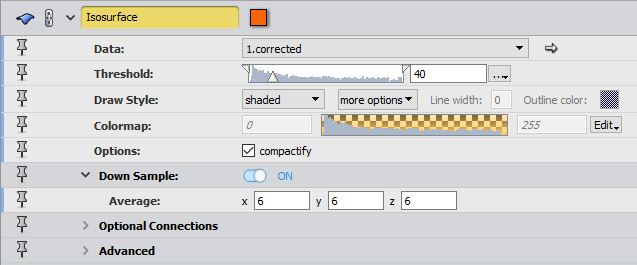 Isosurface
Data: 1.corrected
Threshold: 40 ...
Draw Style: shaded more options Line width: 0 Outline color:
Colormap: 0 255 Edit
Options: compactify
Down Sample: ON
Average: x 6 y 6 z 6
Optional Connections
Advanced